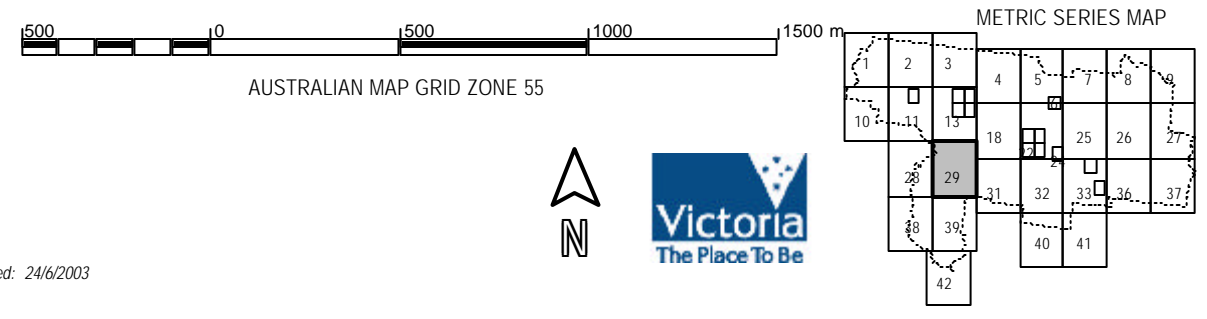 METRIC SERIES MAP
500 0 500 1000 1500 m
AUSTRALIAN MAP GRID ZONE 55
1 2 3 4 5 7 8 9
6
10 11 13 18 22 24 25 26 27
28 29 31 32 33 36 37
38 39 40 41
42
N
Victoria
The Place To Be
ed: 24/6/2003